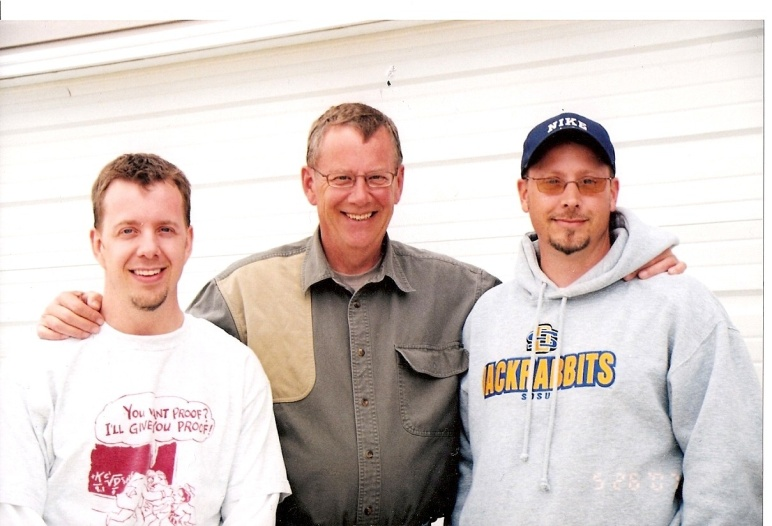 NIKE
YOU WANT PROOF?
I'LL GIVE YOU PROOF!
JACKRABBITS
SDSU